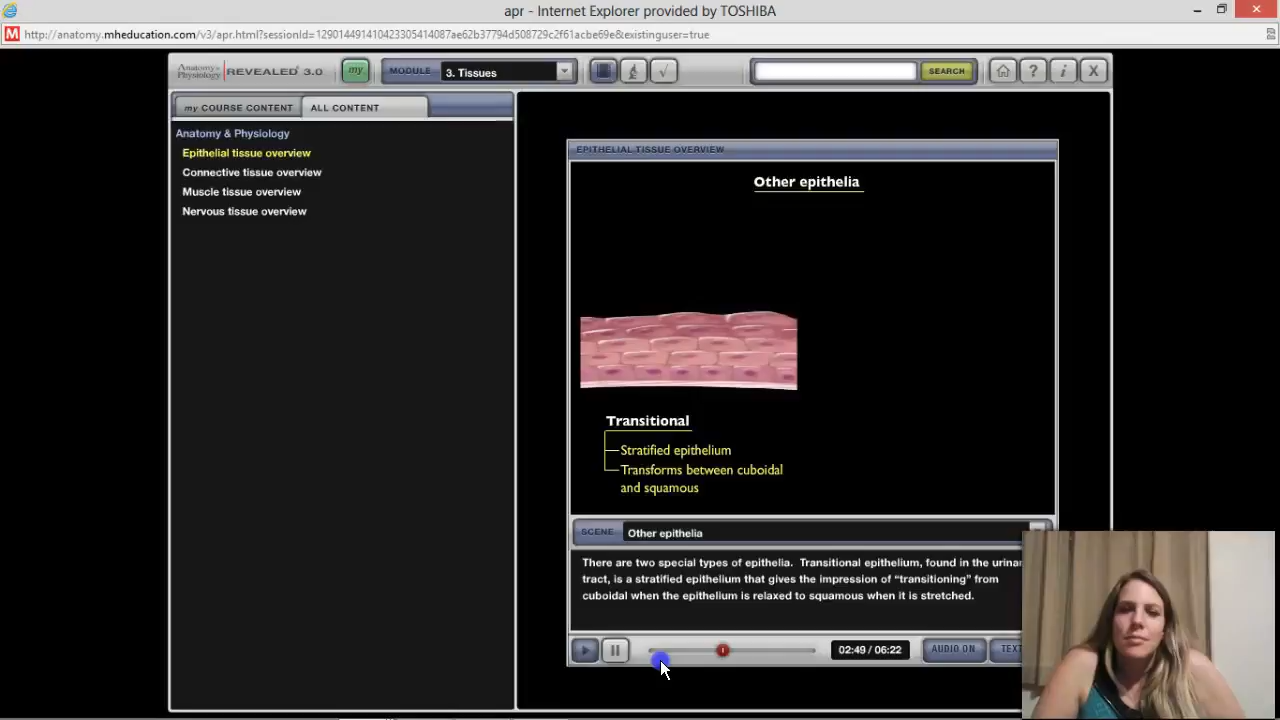 apr - Internet Explorer provided by TOSHIBA
M http://anatomy.mheducation.com/v3/apr.html?sessionId=129014491410423305414087ae62b37794d508729c2f61acbe69e&existinguser=true
Anatomy & Physiology | REVEALED 3.0
my
MODULE
3. Tissues
SEARCH
?
i
X
my COURSE CONTENT
ALL CONTENT
Anatomy & Physiology
Epithelial tissue overview
Connective tissue overview
Muscle tissue overview
Nervous tissue overview
EPITHELIAL TISSUE OVERVIEW
Other epithelia
Transitional
Stratified epithelium
Transforms between cuboidal
and squamous
SCENE
Other epithelia
There are two special types of epithelia. Transitional epithelium, found in the
tract, is a stratified epithelium that gives the impression of “transitioning” from
cuboidal when the epithelium is relaxed to squamous when it is stretched.
02:49 / 06:22
AUDIO ON
TEXT